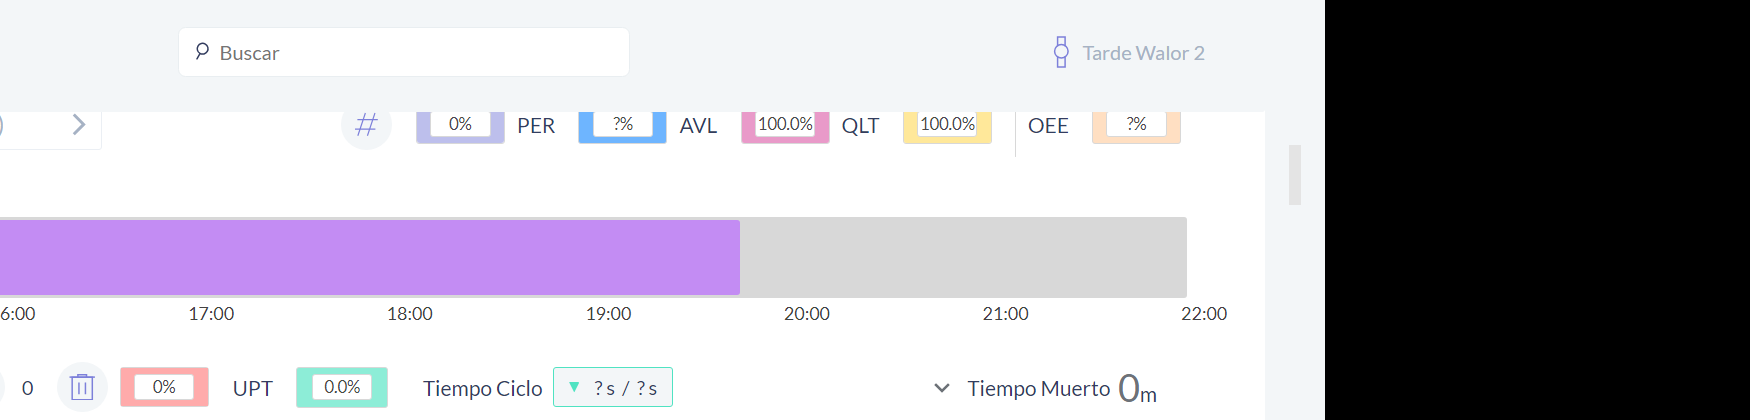 Buscar
Tarde Walor 2
0% PER ?% AVL 100.0% QLT 100.0% OEE ?%
6:00 17:00 18:00 19:00 20:00 21:00 22:00
0 0% UPT 0.0% Tiempo Ciclo ▼ ?s / ?s Tiempo Muerto 0m